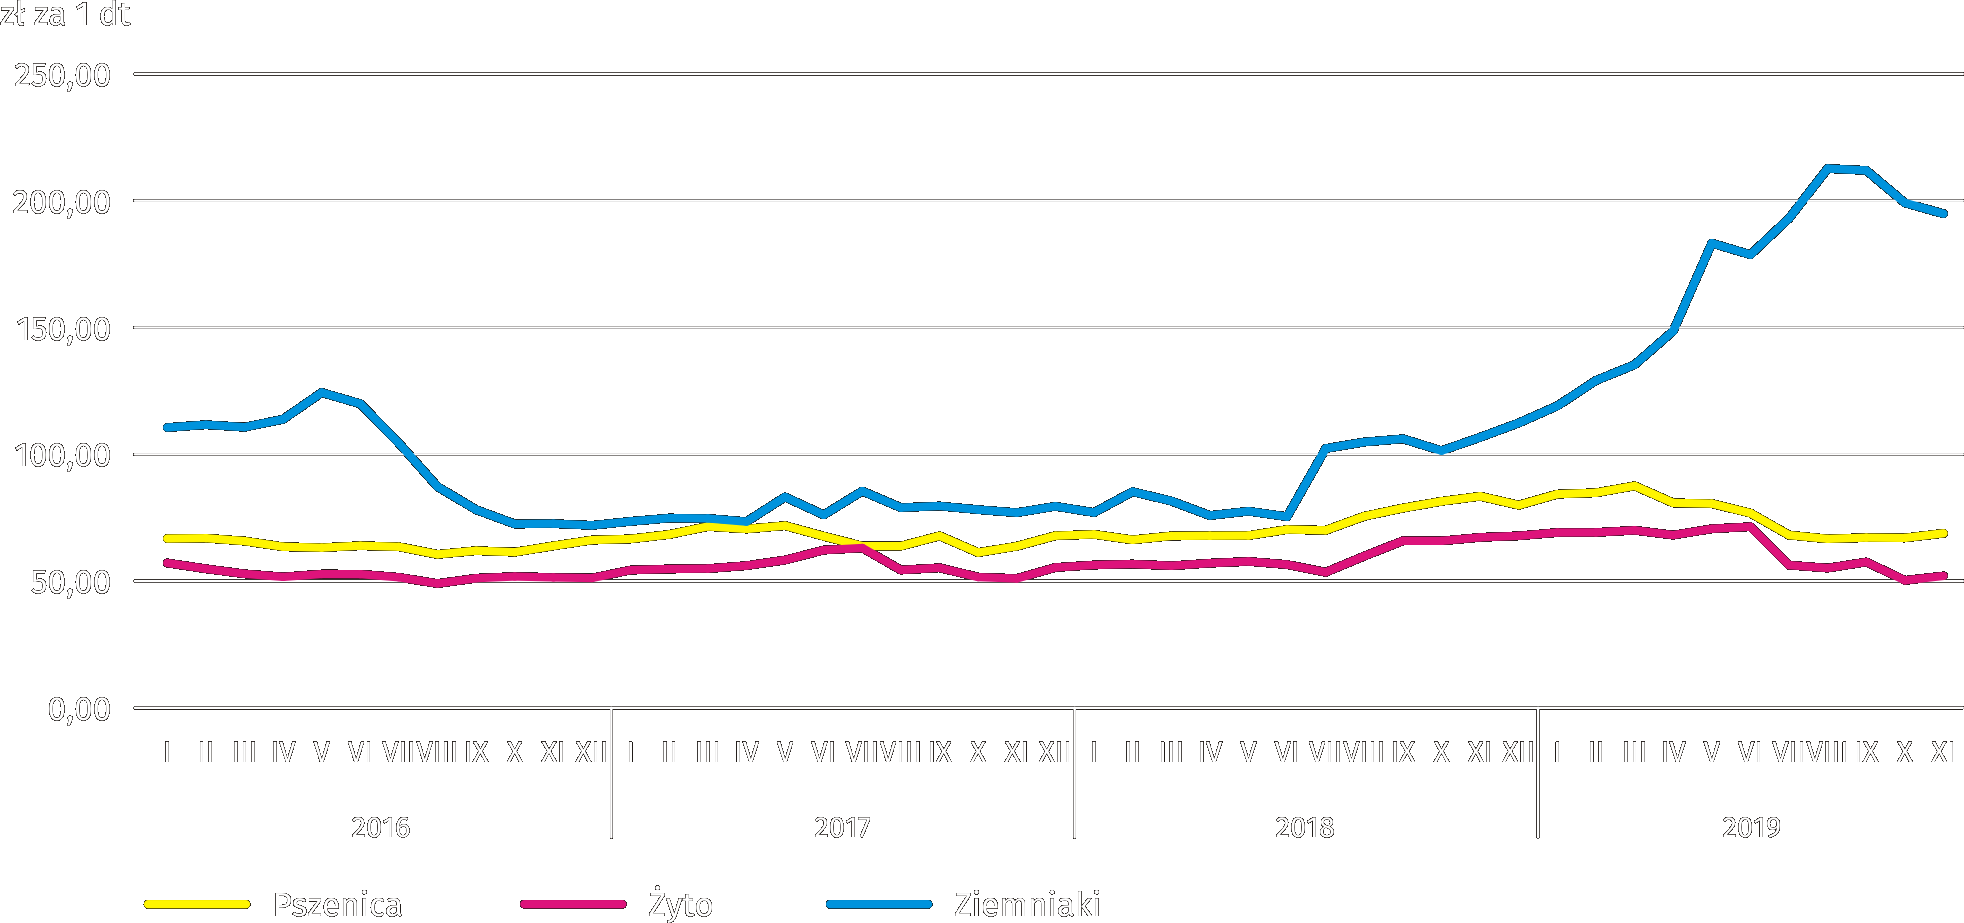 zł za 1 dt
250,00
200,00
150,00
100,00
50,00
0,00
I II III IV V VI VII VIII IX X XI XII I II III IV V VI VII VIII IX X XI XII I II III IV V VI VII VIII IX X XI XII I II III IV V VI VII VIII IX X XI
2016 2017 2018 2019
Pszenica Żyto Ziemniaki